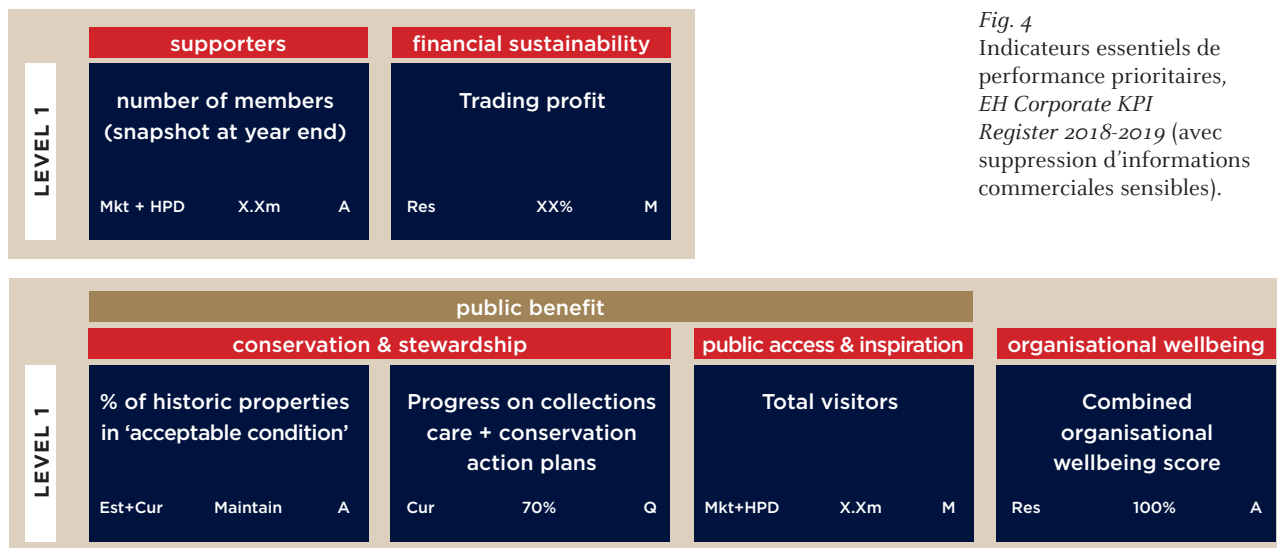 supporters
financial sustainability
LEVEL 1
number of members
(snapshot at year end)
Mkt + HPD X.Xm A
Trading profit
Res XX% M
Fig. 4
Indicateurs essentiels de
performance prioritaires,
EH Corporate KPI
Register 2018-2019 (avec
suppression d’informations
commerciales sensibles).
public benefit
conservation & stewardship
public access & inspiration
organisational wellbeing
LEVEL 1
% of historic properties
in ‘acceptable condition’
Est+Cur Maintain A
Progress on collections
care + conservation
action plans
Cur 70% Q
Total visitors
Mkt+HPD X.Xm M
Combined
organisational
wellbeing score
Res 100% A